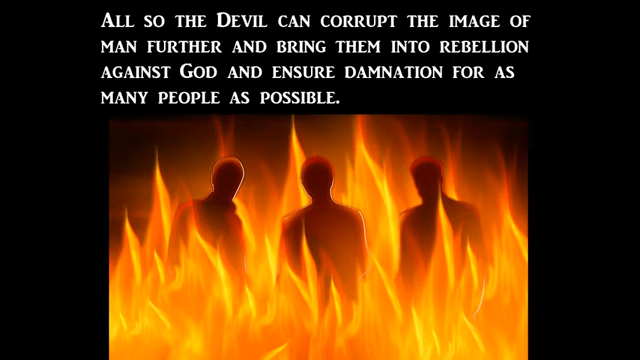 All so the Devil can corrupt the image of
man further and bring them into rebellion
against God and ensure damnation for as
many people as possible.